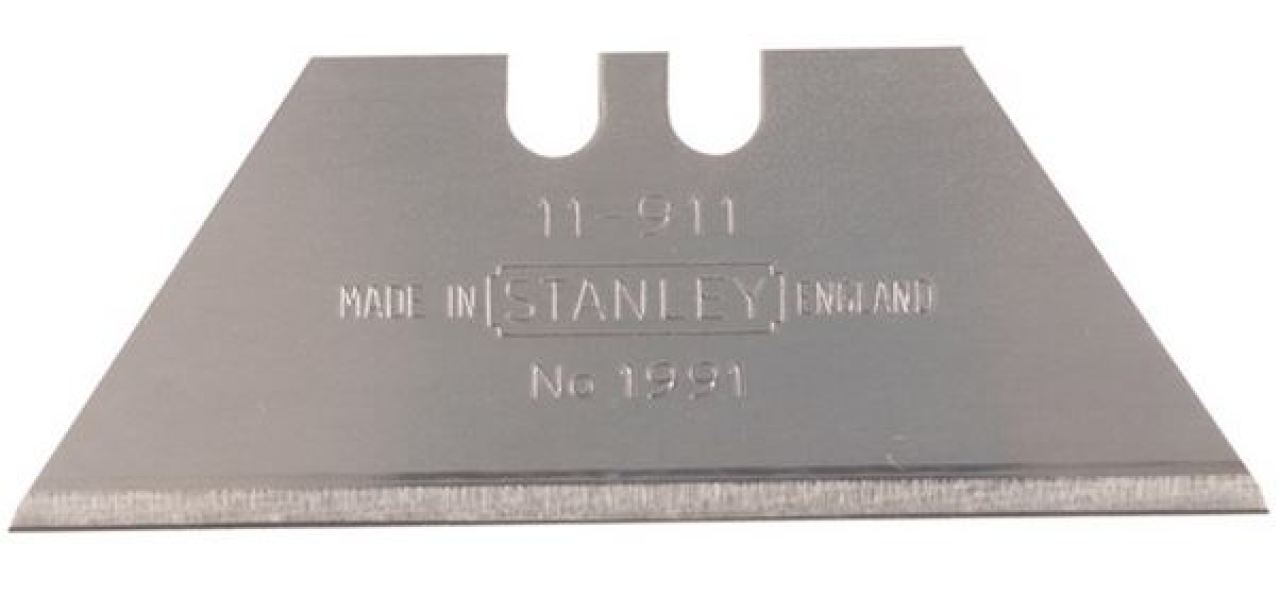 11-911
MADE IN STANLEY ENGLAND
No 1991